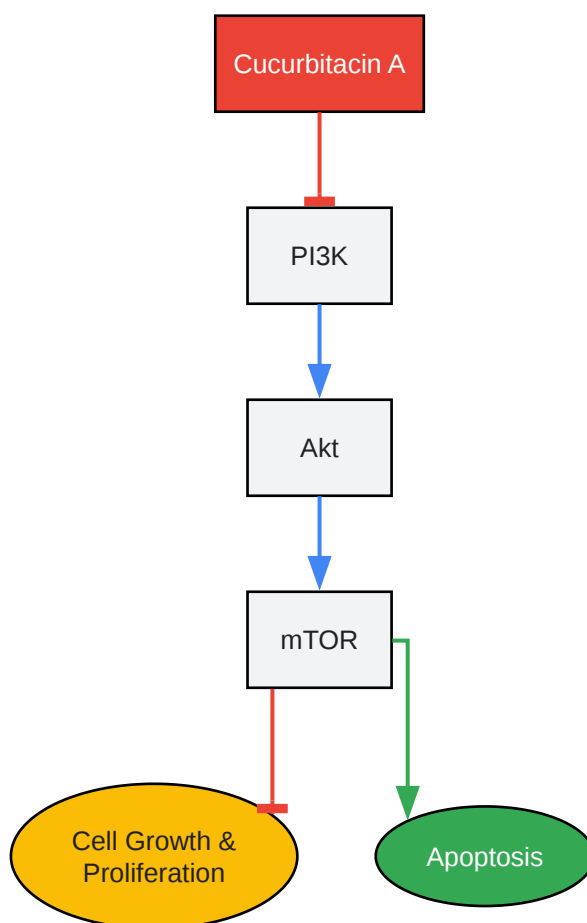 Cucurbitacin A
PI3K
Akt
mTOR
Cell Growth &
Proliferation
Apoptosis